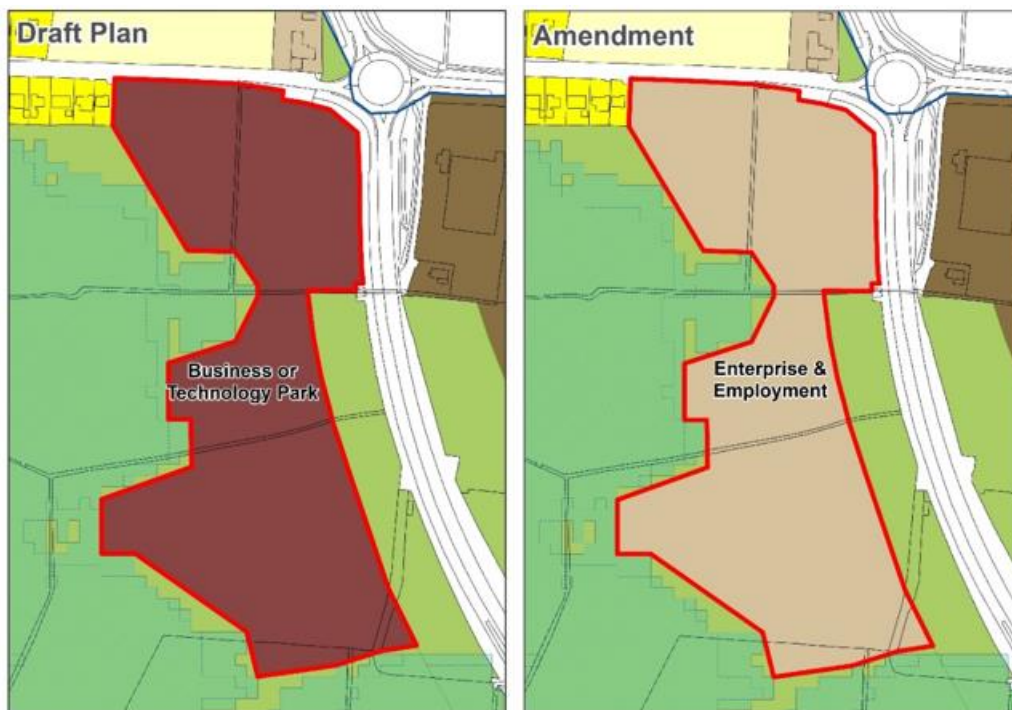 Draft Plan
Business or
Technology Park
Amendment
Enterprise &
Employment